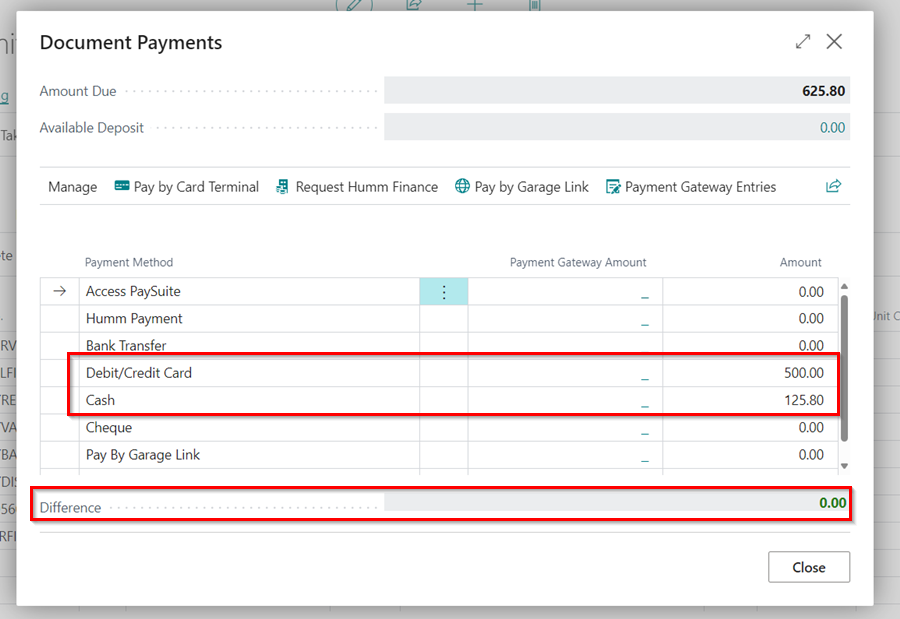 Document Payments
Amount Due 625.80
Available Deposit 0.00
Manage Pay by Card Terminal Request Humm Finance Pay by Garage Link Payment Gateway Entries
Payment Method Payment Gateway Amount Amount
Access PaySuite _ 0.00
Humm Payment _ 0.00
Bank Transfer 0.00
Debit/Credit Card _ 500.00
Cash _ 125.80
Cheque _ 0.00
Pay By Garage Link _ 0.00
Difference 0.00
Close